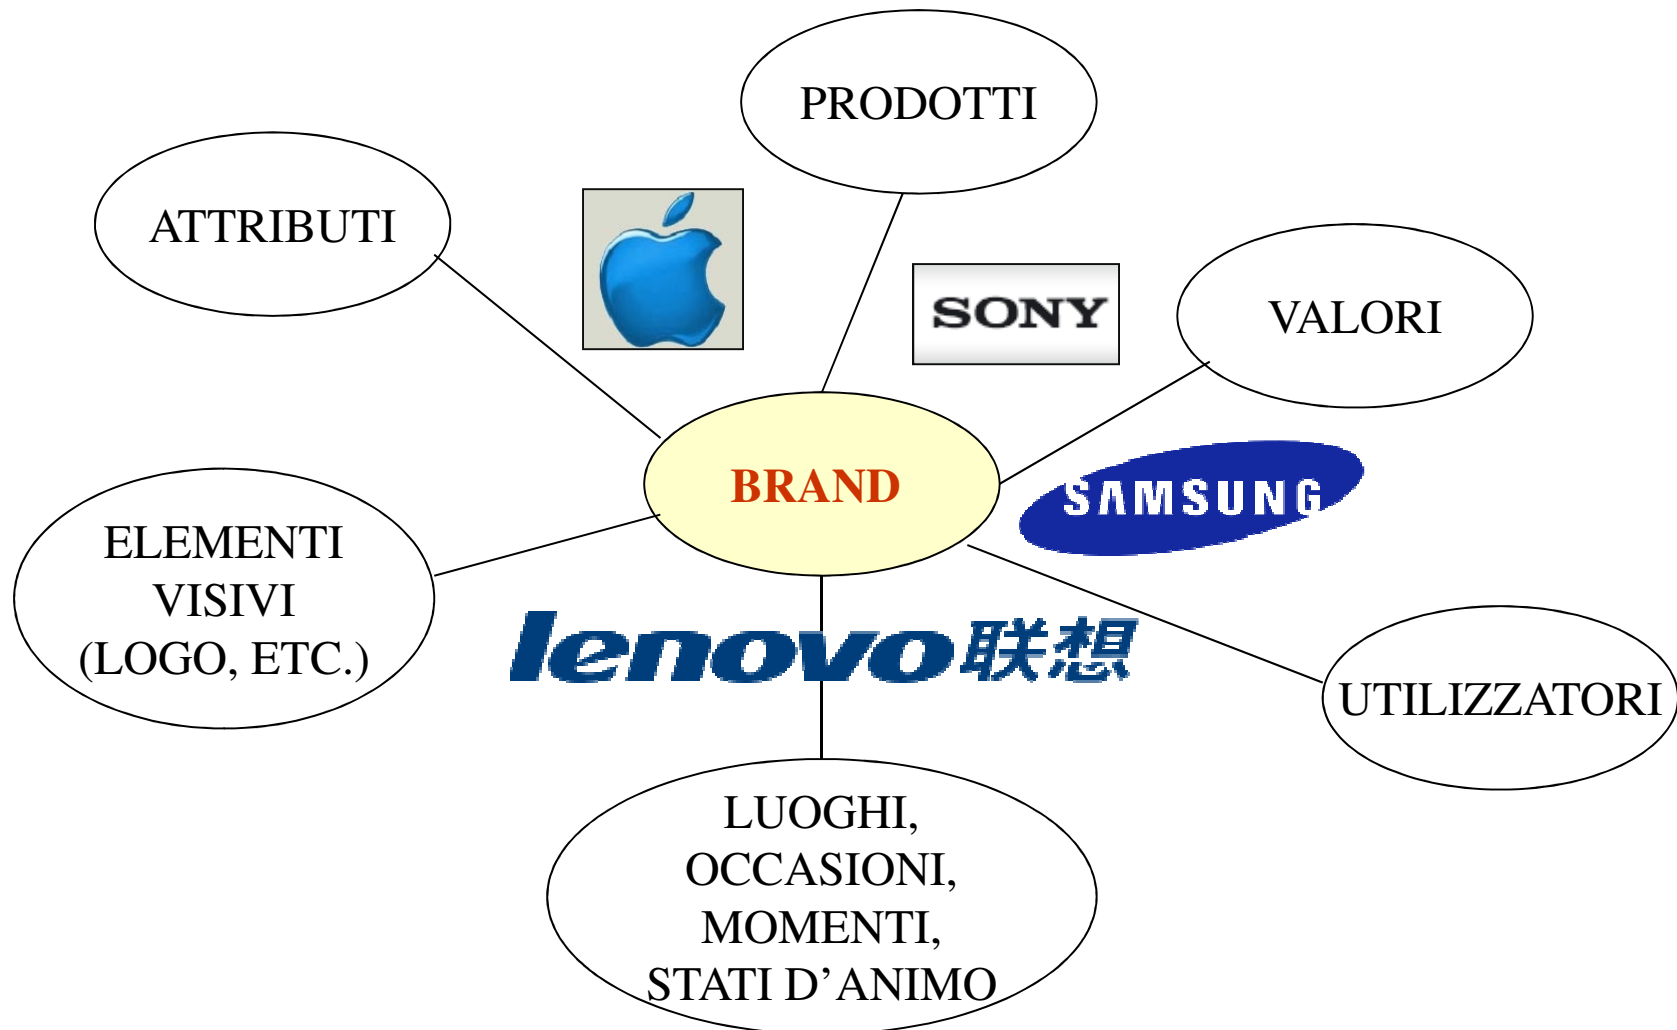 PRODOTTI
ATTRIBUTI
SONY
VALORI
BRAND
SAMSUNG
ELEMENTI
VISIVI
(LOGO, ETC.)
lenovo联想
UTILIZZATORI
LUOGHI,
OCCASIONI,
MOMENTI,
STATI D'ANIMO